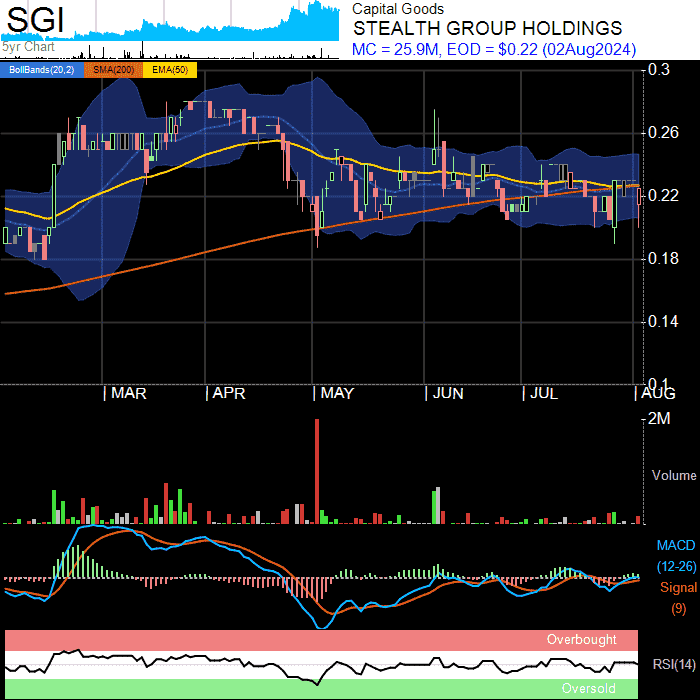 SGI
5yr Chart
Capital Goods
STEALTH GROUP HOLDINGS
MC = 25.9M, EOD = $0.22 (02Aug2024)
BollBands(20,2) SMA(200) EMA(50)
0.3
0.26
0.22
0.18
0.14
0.1
MAR APR MAY JUN JUL AUG
2M
Volume
MACD
(12-26)
Signal
(9)
Overbought
RSI(14)
Oversold